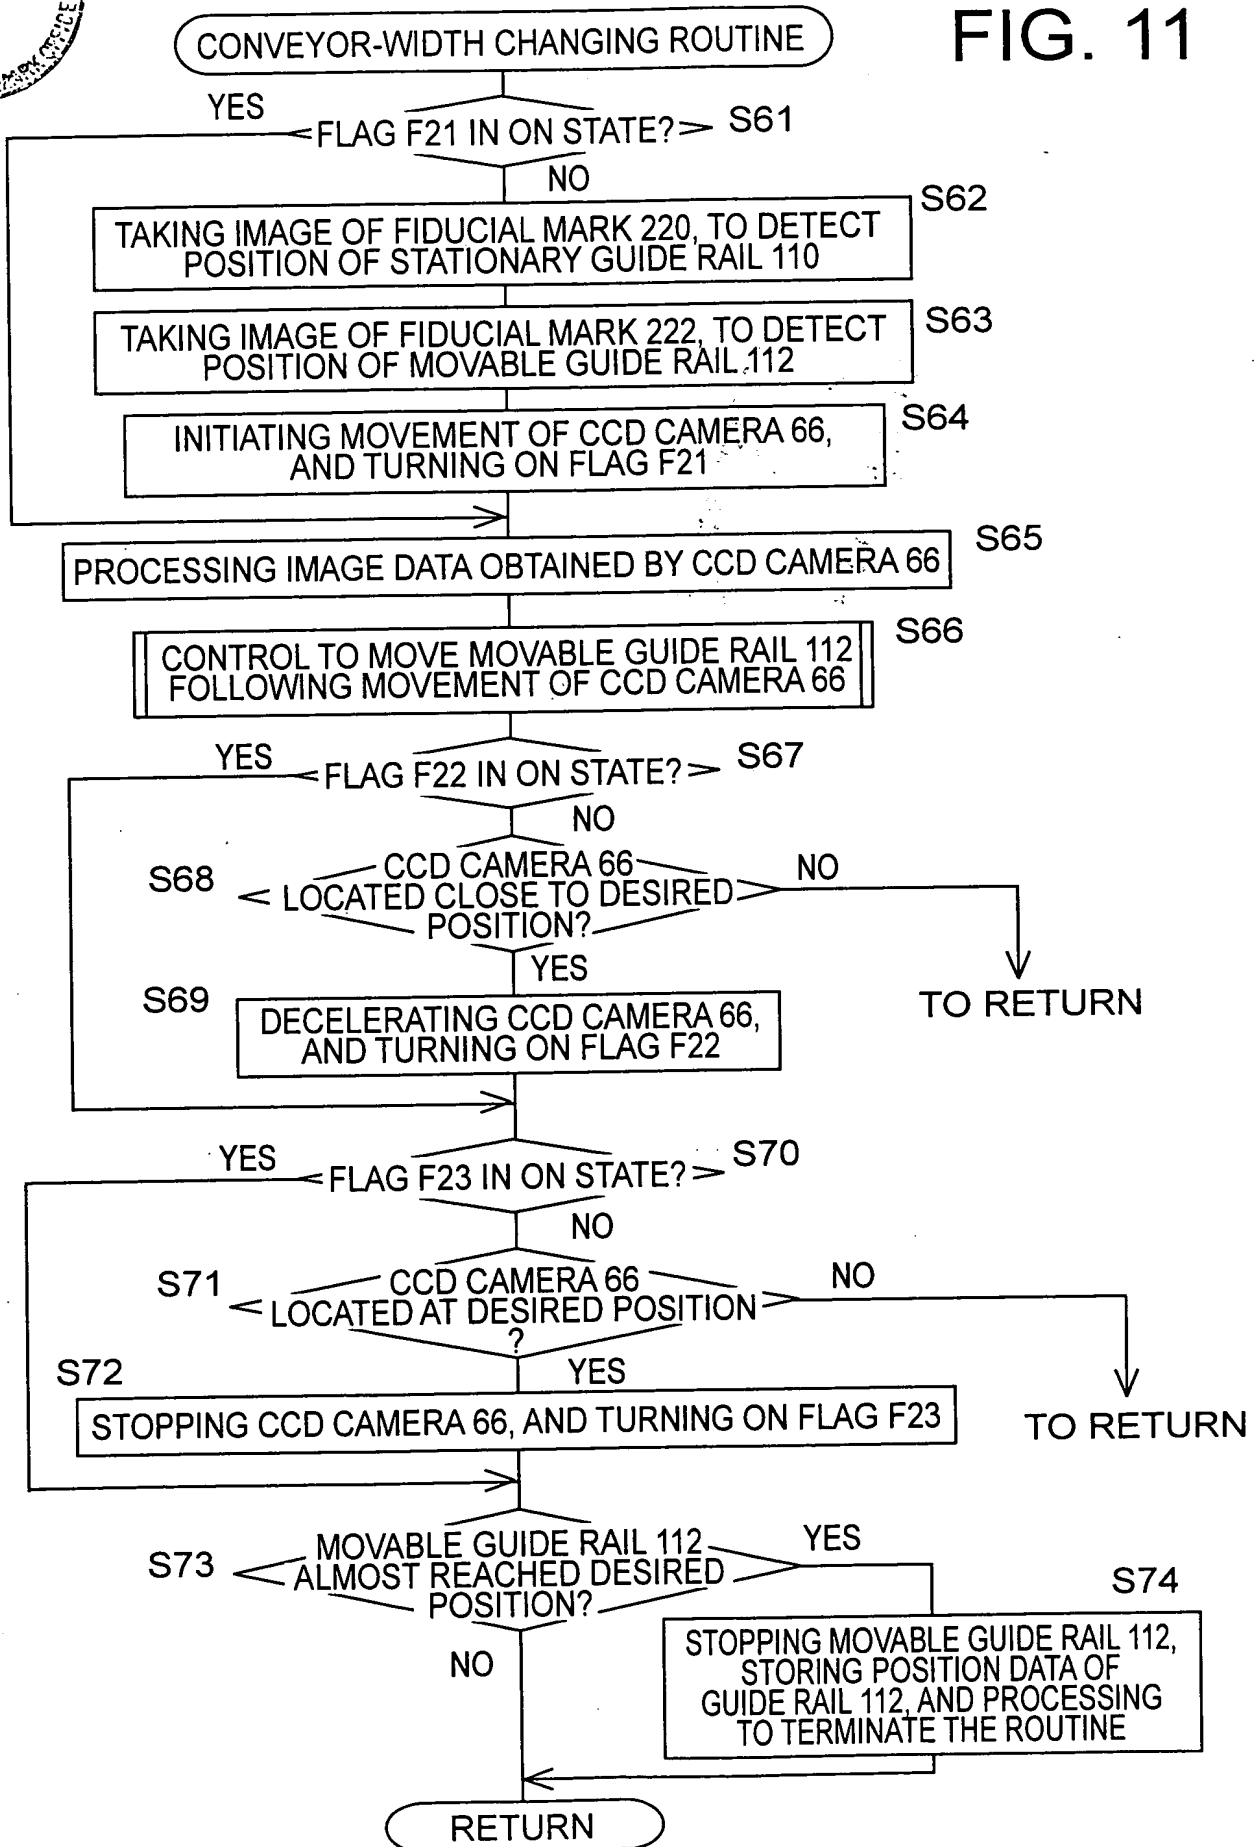 FIG. 11
CONVEYOR-WIDTH CHANGING ROUTINE
YES
FLAG F21 IN ON STATE?
S61
NO
S62
TAKING IMAGE OF FIDUCIAL MARK 220, TO DETECT
POSITION OF STATIONARY GUIDE RAIL 110
S63
TAKING IMAGE OF FIDUCIAL MARK 222, TO DETECT
POSITION OF MOVABLE GUIDE RAIL 112
S64
INITIATING MOVEMENT OF CCD CAMERA 66,
AND TURNING ON FLAG F21
S65
PROCESSING IMAGE DATA OBTAINED BY CCD CAMERA 66
S66
CONTROL TO MOVE MOVABLE GUIDE RAIL 112
FOLLOWING MOVEMENT OF CCD CAMERA 66
YES
FLAG F22 IN ON STATE?
S67
NO
S68
CCD CAMERA 66
LOCATED CLOSE TO DESIRED
POSITION?
NO
YES
TO RETURN
S69
DECELERATING CCD CAMERA 66,
AND TURNING ON FLAG F22
YES
FLAG F23 IN ON STATE?
S70
NO
S71
CCD CAMERA 66
LOCATED AT DESIRED POSITION
?
NO
YES
TO RETURN
S72
STOPPING CCD CAMERA 66, AND TURNING ON FLAG F23
S73
MOVABLE GUIDE RAIL 112
ALMOST REACHED DESIRED
POSITION?
YES
NO
S74
STOPPING MOVABLE GUIDE RAIL 112,
STORING POSITION DATA OF
GUIDE RAIL 112, AND PROCESSING
TO TERMINATE THE ROUTINE
RETURN